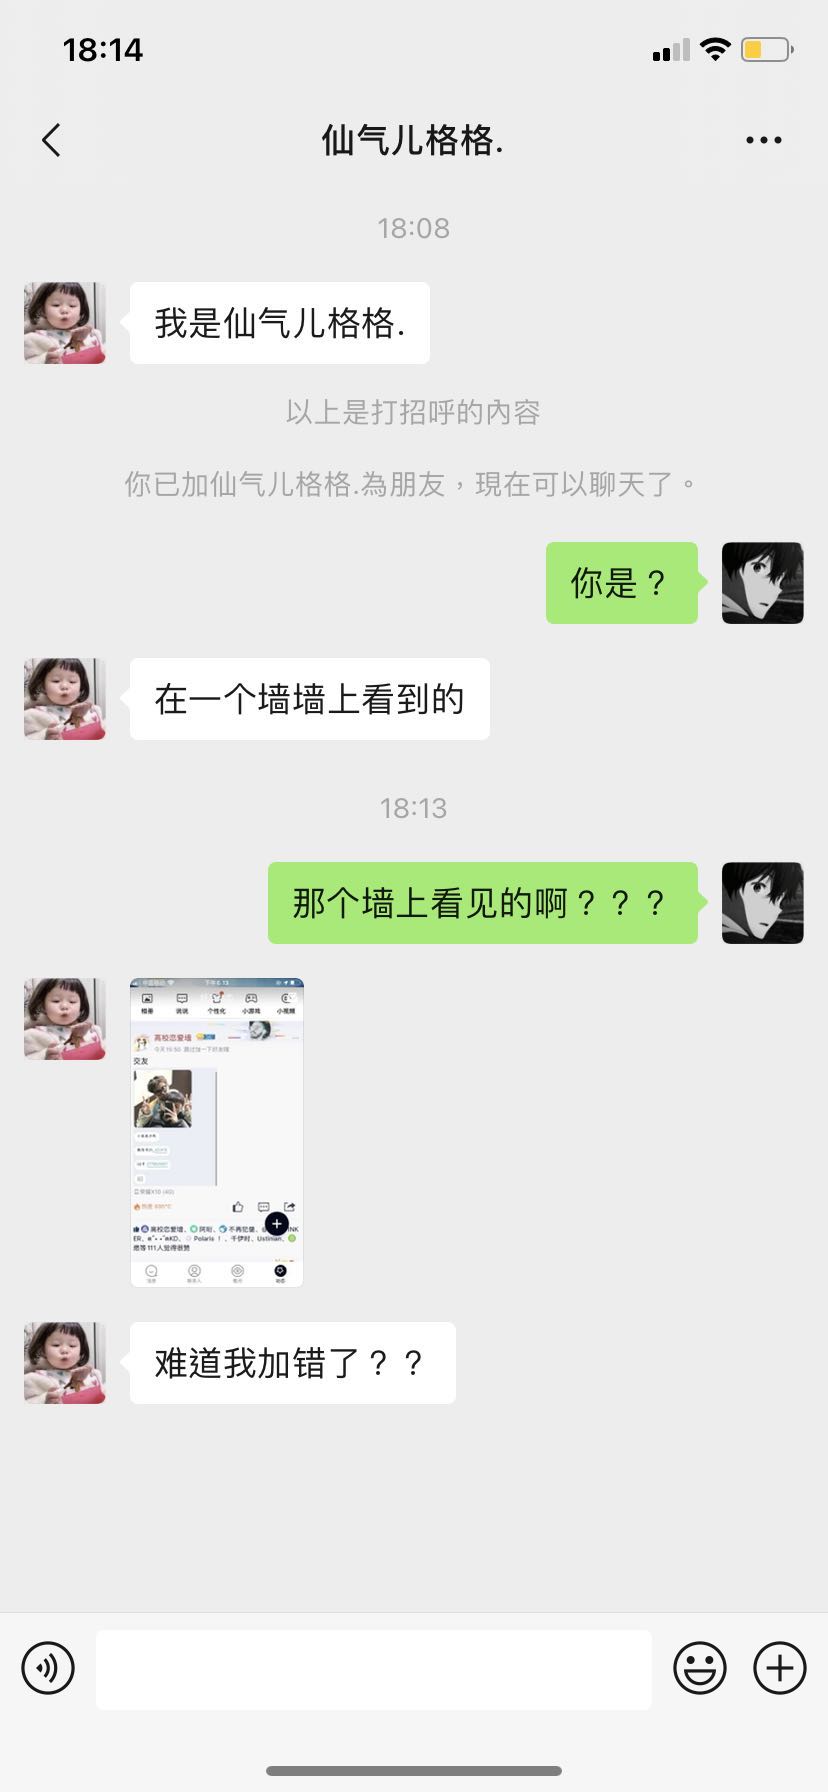 18:14
仙气儿格格.
18:08
我是仙气儿格格.
以上是打招呼的內容
你已加仙气儿格格.為朋友，現在可以聊天了。
你是？
在一个墙墙上看到的
18:13
那个墙上看见的啊？？？
下午6:13
相册 说说 个性化 小游戏 小视频
高校恋爱墙
交友
难道我加错了？？